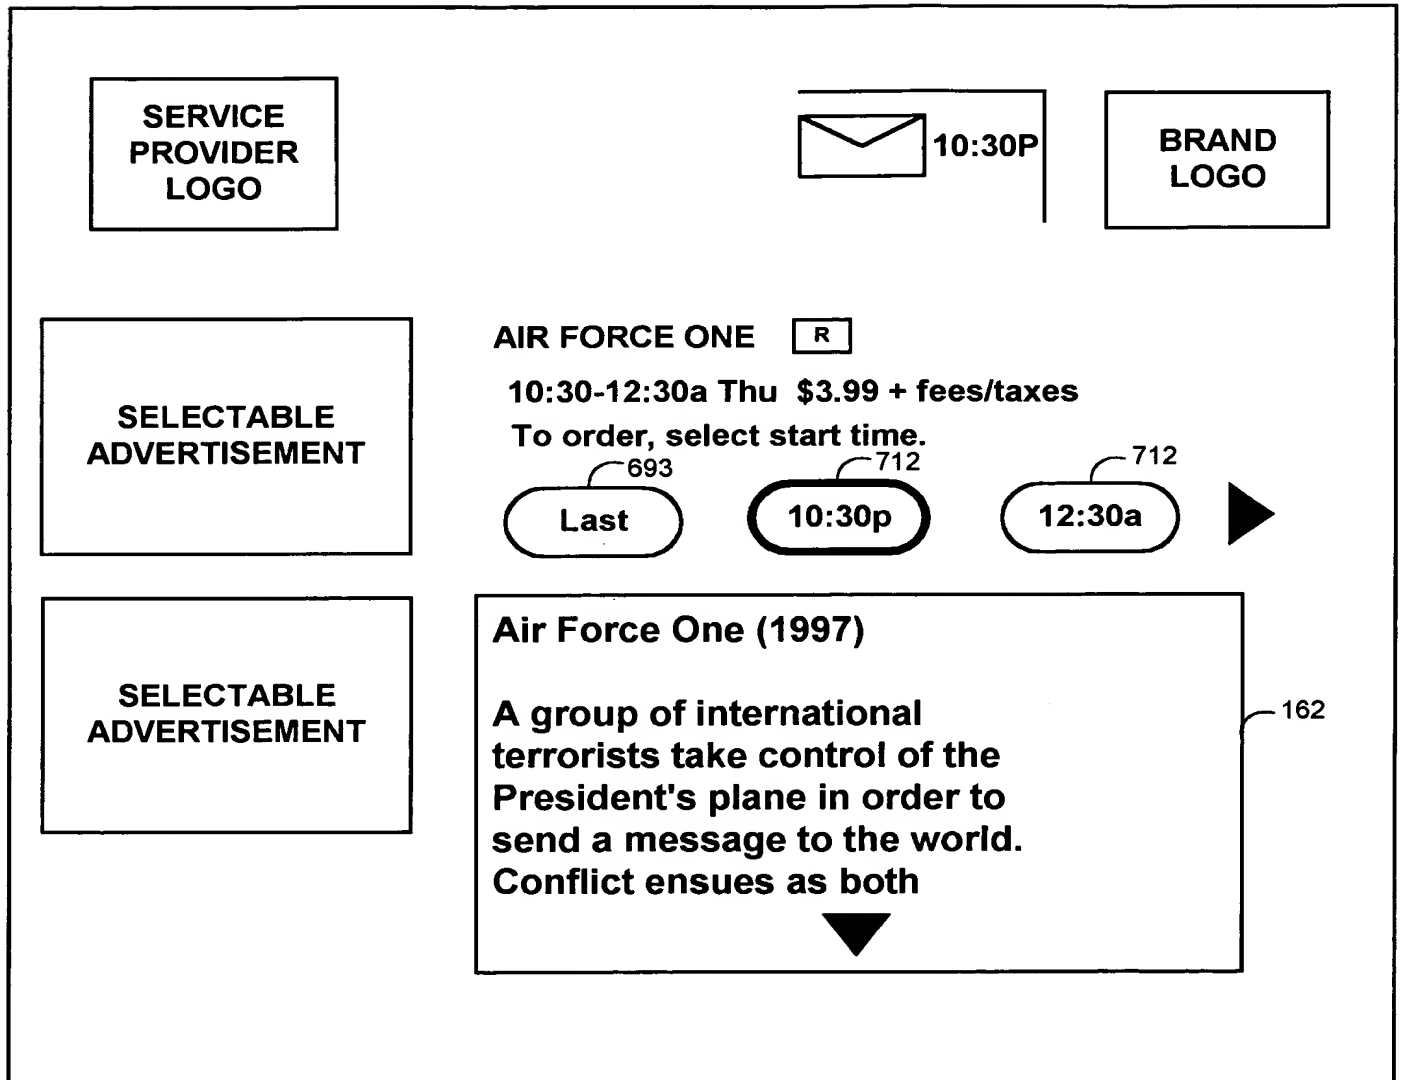 SERVICE
PROVIDER
LOGO
10:30P
BRAND
LOGO
SELECTABLE
ADVERTISEMENT
AIR FORCE ONE R
10:30-12:30a Thu $3.99 + fees/taxes
To order, select start time.
693 712 712
Last 10:30p 12:30a
SELECTABLE
ADVERTISEMENT
Air Force One (1997)
A group of international
terrorists take control of the
President's plane in order to
send a message to the world.
Conflict ensues as both
162